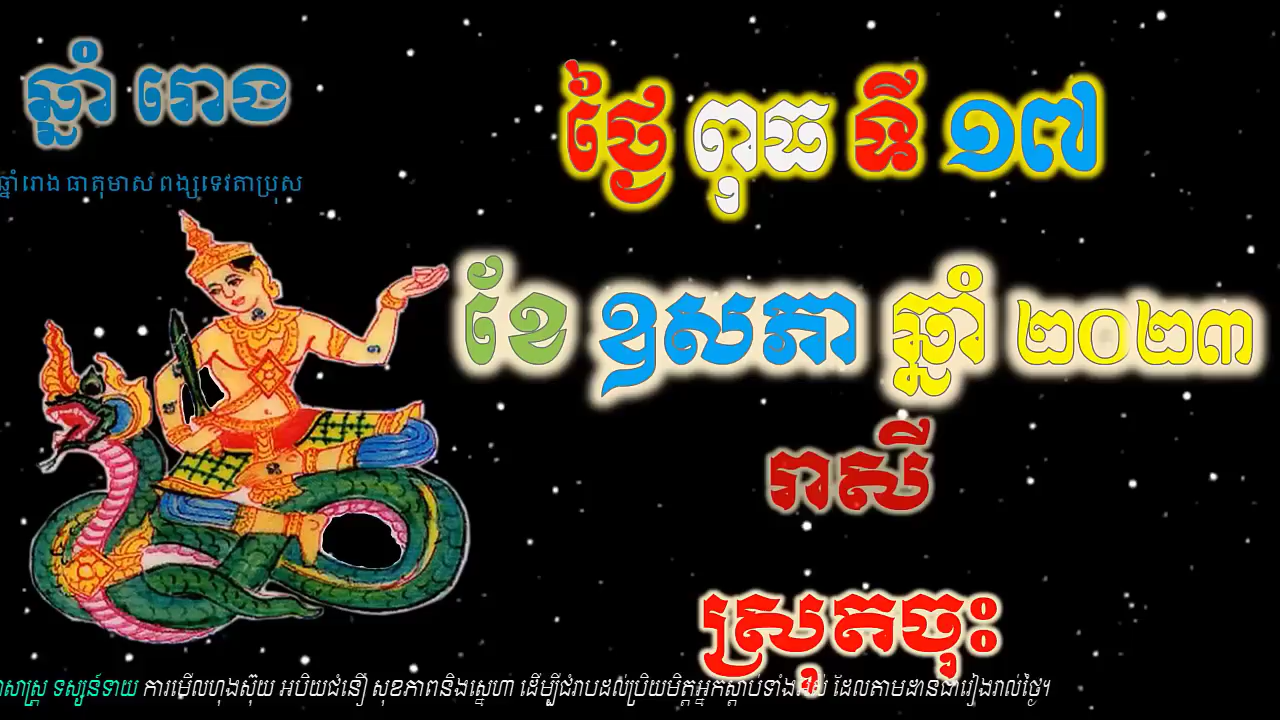 ឆ្នាំ រោង
ឆ្នាំ រោង ធាតុមាស ពង្សទេវតាប្រុស
ថ្ងៃ ពុធ ទី ១៧
ខែ ឧសភា ឆ្នាំ ២០២៣
រាសី
ស្រុតចុះ
ទស្សន៍ទាយ ការមើលហុងស៊ុយ អបិយជំនឿ សុខភាពនិងស្នេហា ដើម្បីជំរាបដល់ប្រិយមិត្តអ្នកស្ដាប់ទាំងអស់ ដែលតាមដានជារៀងរាល់ថ្ងៃ។